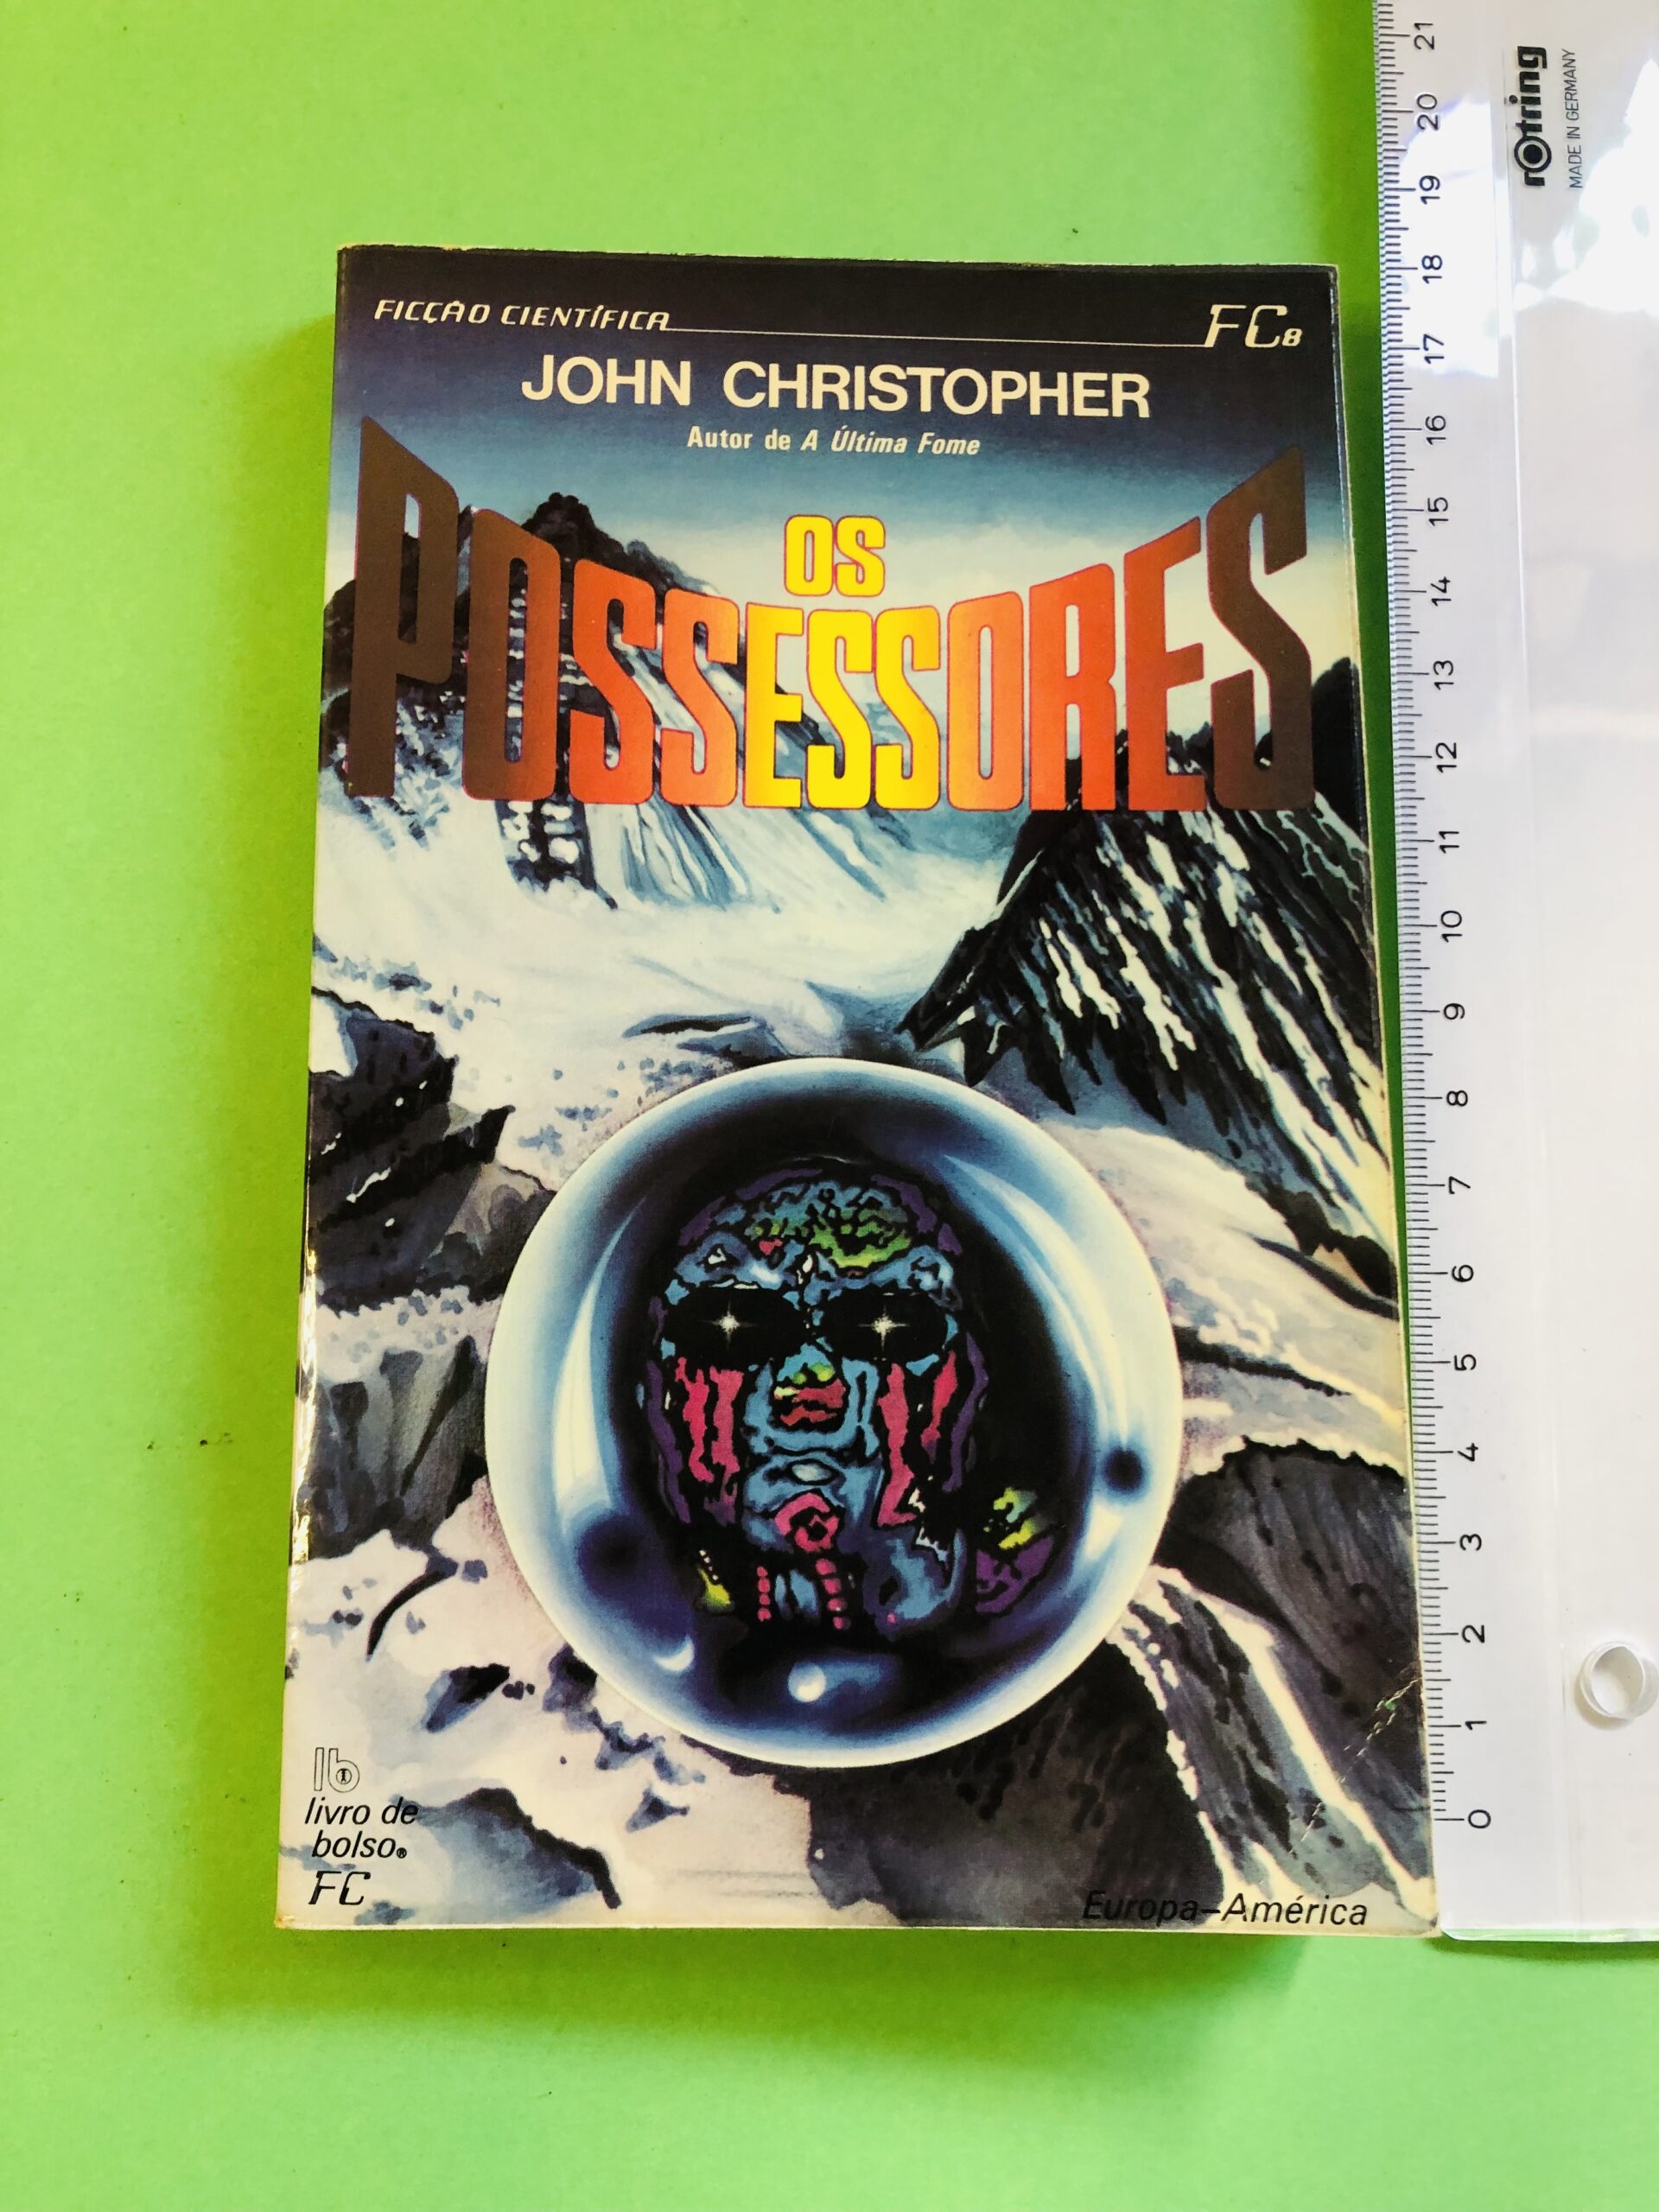 FICÇÃO CIENTÍFICA
FC8
JOHN CHRISTOPHER
Autor de A Última Fome
OS
POSSESSORES
lb
livro de
bolso®
FC
Europa-América
rotring
MADE IN GERMANY
21
20
19
18
17
16
15
14
13
12
11
10
9
8
7
6
5
4
3
2
1
0